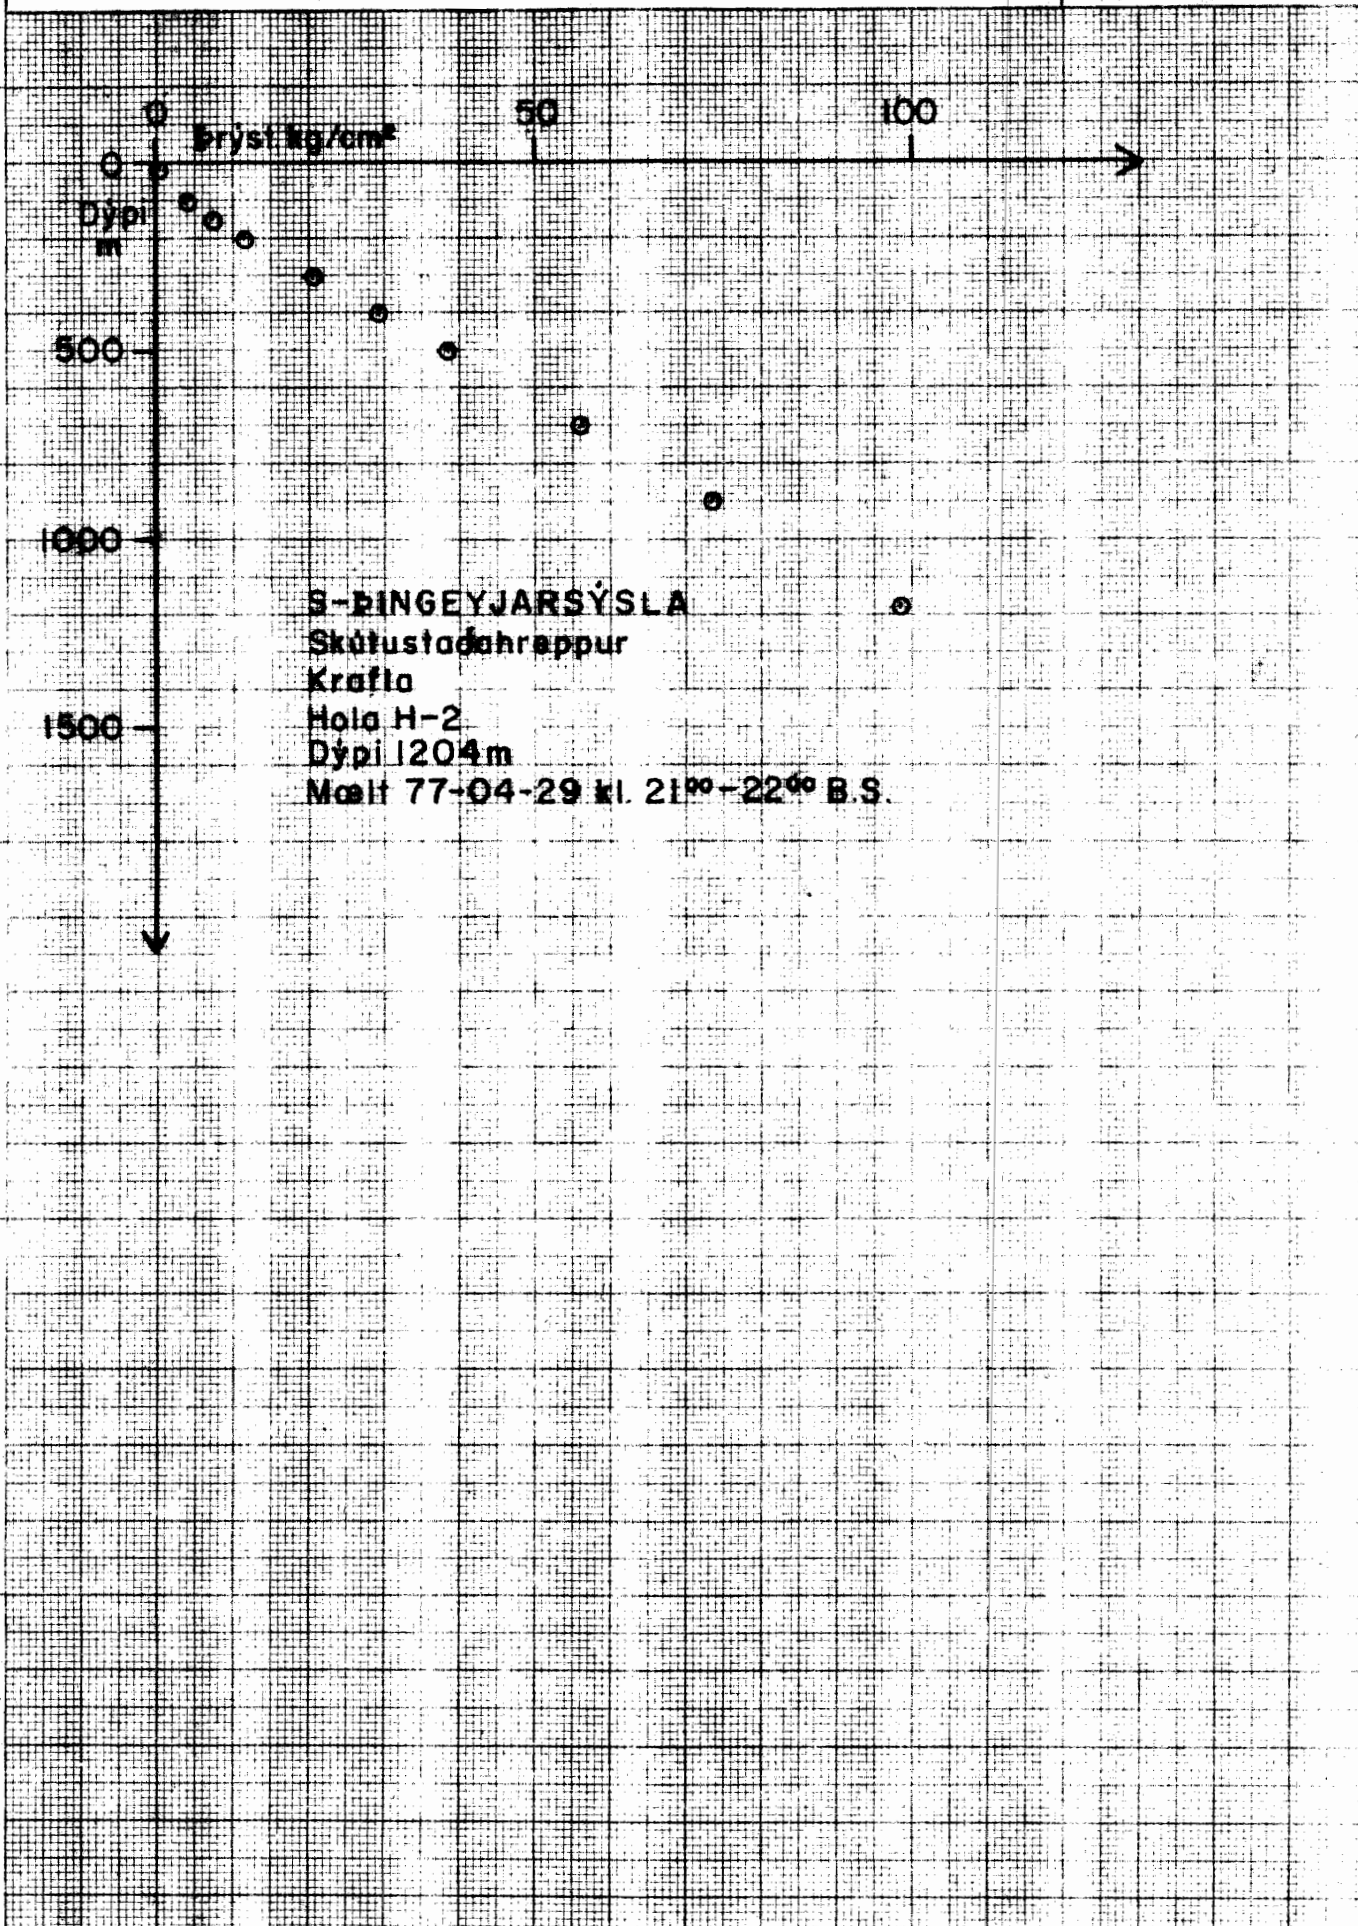 0 50 100
Þrýst kg/cm²
0
Dýpi
m
500
1000
1500
S-ÞINGEYJARSÝSLA
Skútustaðahreppur
Krafla
Hola H-2
Dýpi 1204m
Mælt 77-04-29 kl. 21⁰⁰-22⁰⁰ B.S.